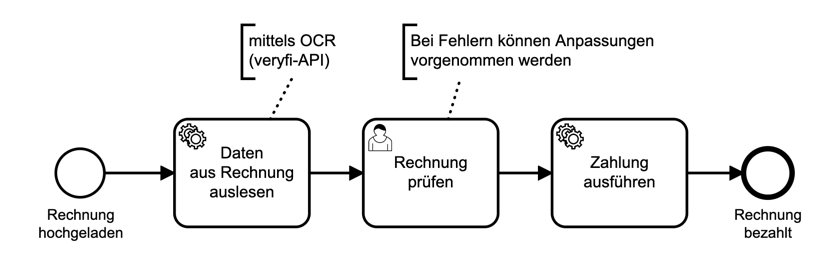 mittels OCR
(veryfi-API)
Bei Fehlern können Anpassungen
vorgenommen werden
Rechnung
hochgeladen
Daten
aus Rechnung
auslesen
Rechnung
prüfen
Zahlung
ausführen
Rechnung
bezahlt